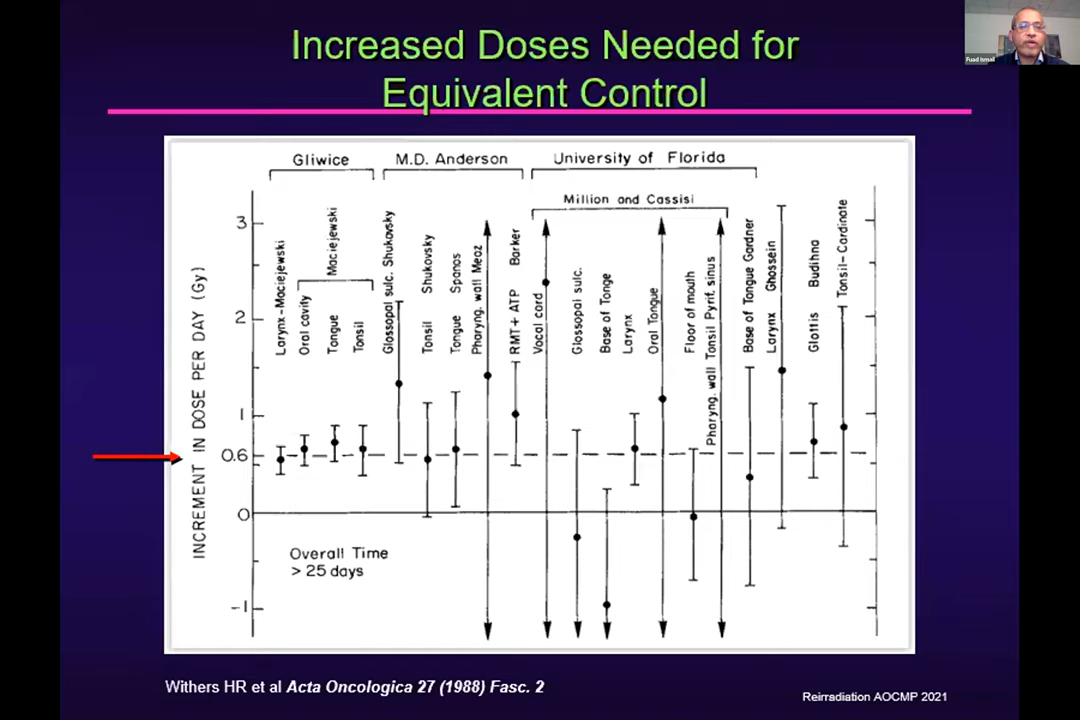 Increased Doses Needed for
Equivalent Control
Fuad Ismail
Gliwice
M.D. Anderson
University of Florida
Million and Cassisi
INCREMENT IN DOSE PER DAY (Gy)
3
2
1
0.6
0
-1
Larynx-Maciejewski
Oral cavity
Tongue
Maciejewski
Tonsil
Glossopal sulc. Shukovsky
Tonsil Shukovsky
Tongue Spanos
Pharyng. wall Meoz
RMT + ATP Barker
Vocal cord
Glossopal sulc.
Base of Tonge
Larynx
Oral Tongue
Floor of mouth
Pharyng. wall Tonsil Pyrif. sinus
Base of Tongue Gardner
Larynx Ghossein
Glottis Budihna
Tonsil-Cardinate
Overall Time
> 25 days
Withers HR et al Acta Oncologica 27 (1988) Fasc. 2
Reirradiation AOCMP 2021